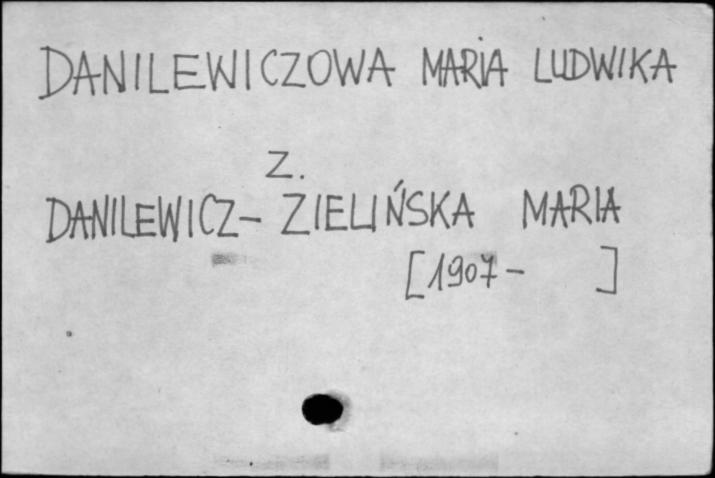 DANILEWICZOWA MARIA LUDWIKA
Z.
DANILEWICZ- ZIELIŃSKA MARIA
[1907- ]